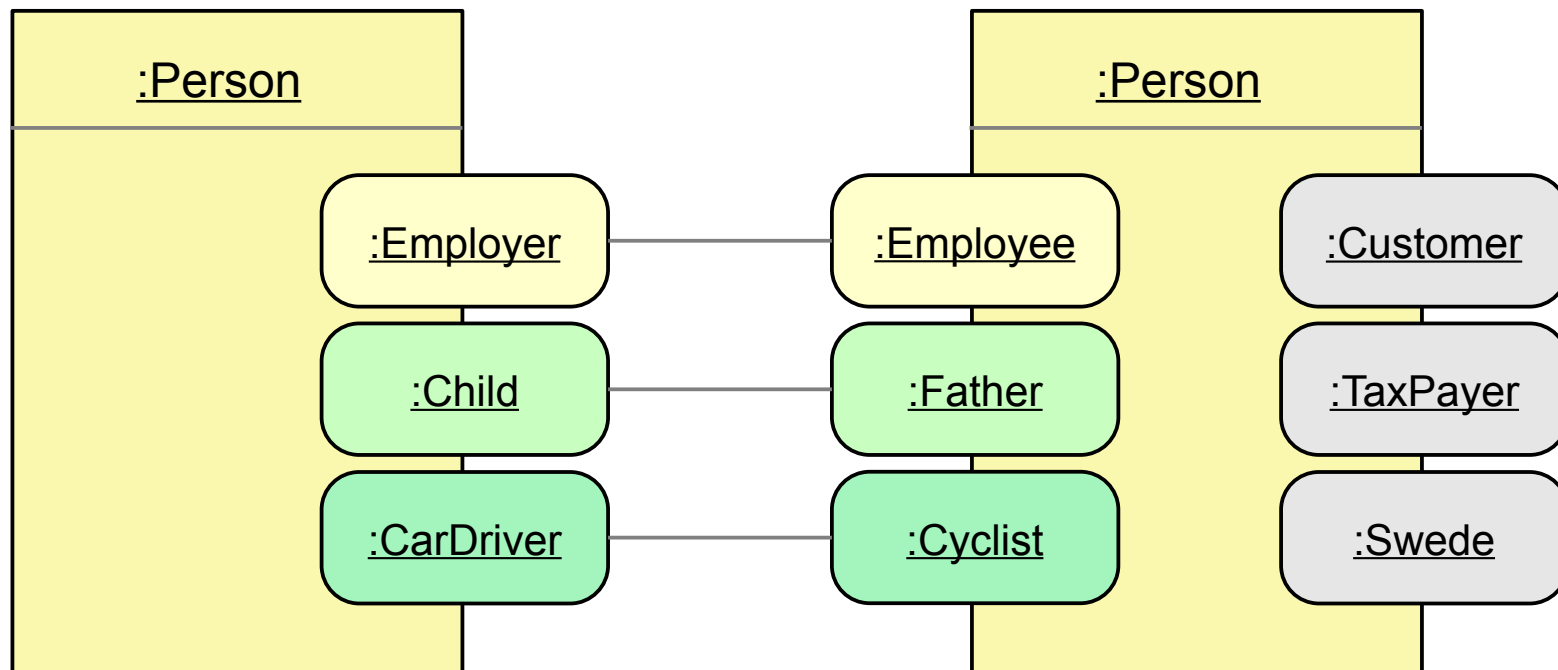 :Person
:Person
:Employer
:Employee
:Customer
:Child
:Father
:TaxPayer
:CarDriver
:Cyclist
:Swede